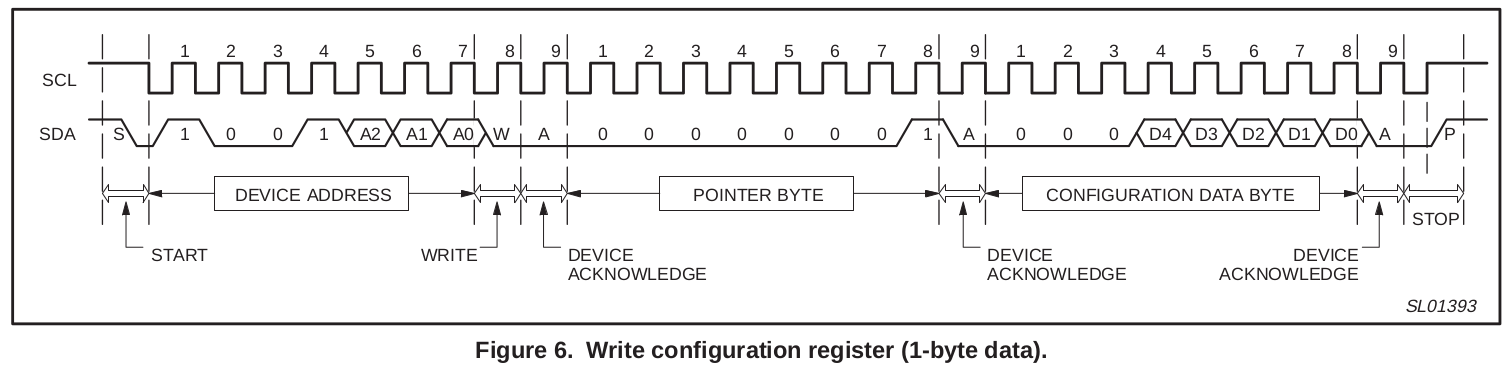 1 2 3 4 5 6 7 8 9 1 2 3 4 5 6 7 8 9 1 2 3 4 5 6 7 8 9
SCL
SDA S 1 0 0 1 A2 A1 A0 W A 0 0 0 0 0 0 0 1 A 0 0 0 D4 D3 D2 D1 D0 A P
DEVICE ADDRESS POINTER BYTE CONFIGURATION DATA BYTE
STOP
START WRITE DEVICE DEVICE DEVICE
ACKNOWLEDGE ACKNOWLEDGE ACKNOWLEDGE
SL01393
Figure 6. Write configuration register (1-byte data).